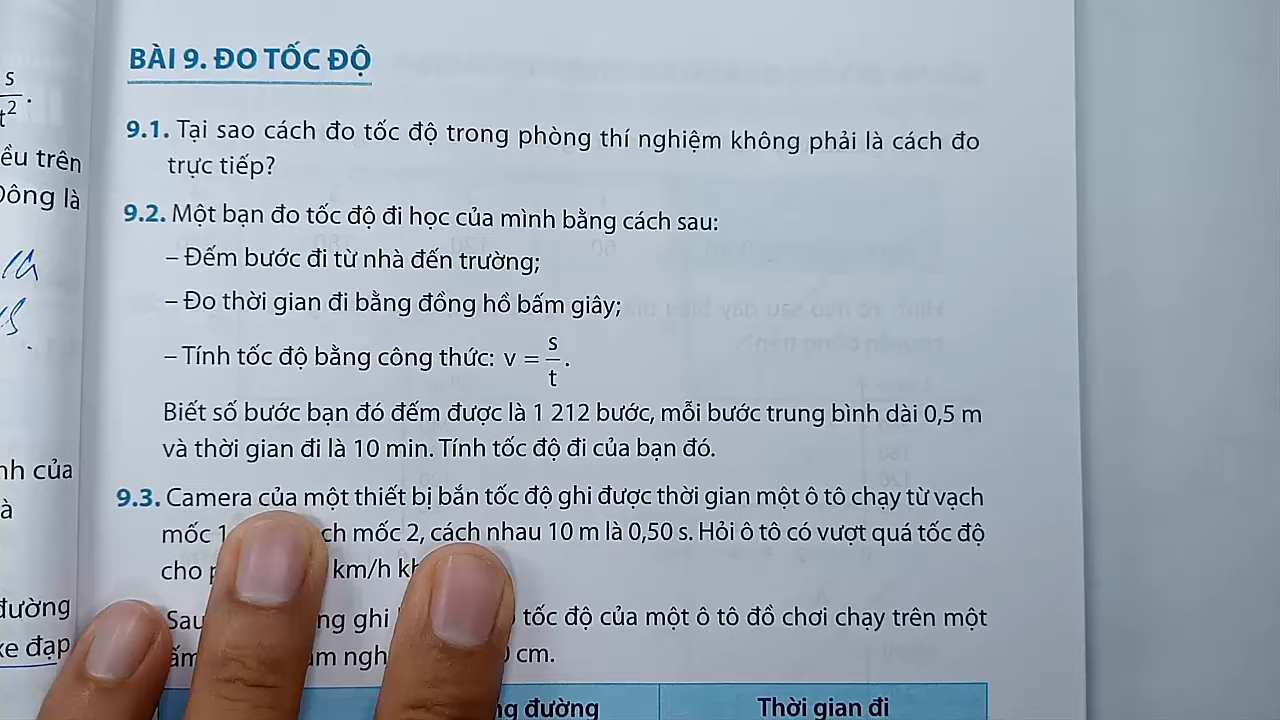 s
t²
.
ều trên
Đông là
nh của
à
đường
xe đạp
BÀI 9. ĐO TỐC ĐỘ
9.1. Tại sao cách đo tốc độ trong phòng thí nghiệm không phải là cách đo
trực tiếp?
9.2. Một bạn đo tốc độ đi học của mình bằng cách sau:
– Đếm bước đi từ nhà đến trường;
– Đo thời gian đi bằng đồng hồ bấm giây;
– Tính tốc độ bằng công thức: v = s/t.
Biết số bước bạn đó đếm được là 1 212 bước, mỗi bước trung bình dài 0,5 m
và thời gian đi là 10 min. Tính tốc độ đi của bạn đó.
9.3. Camera của một thiết bị bắn tốc độ ghi được thời gian một ô tô chạy từ vạch
mốc 1 ch mốc 2, cách nhau 10 m là 0,50 s. Hỏi ô tô có vượt quá tốc độ
cho km/h
Sau ng ghi tốc độ của một ô tô đồ chơi chạy trên một
cm.
ng đường Thời gian đi